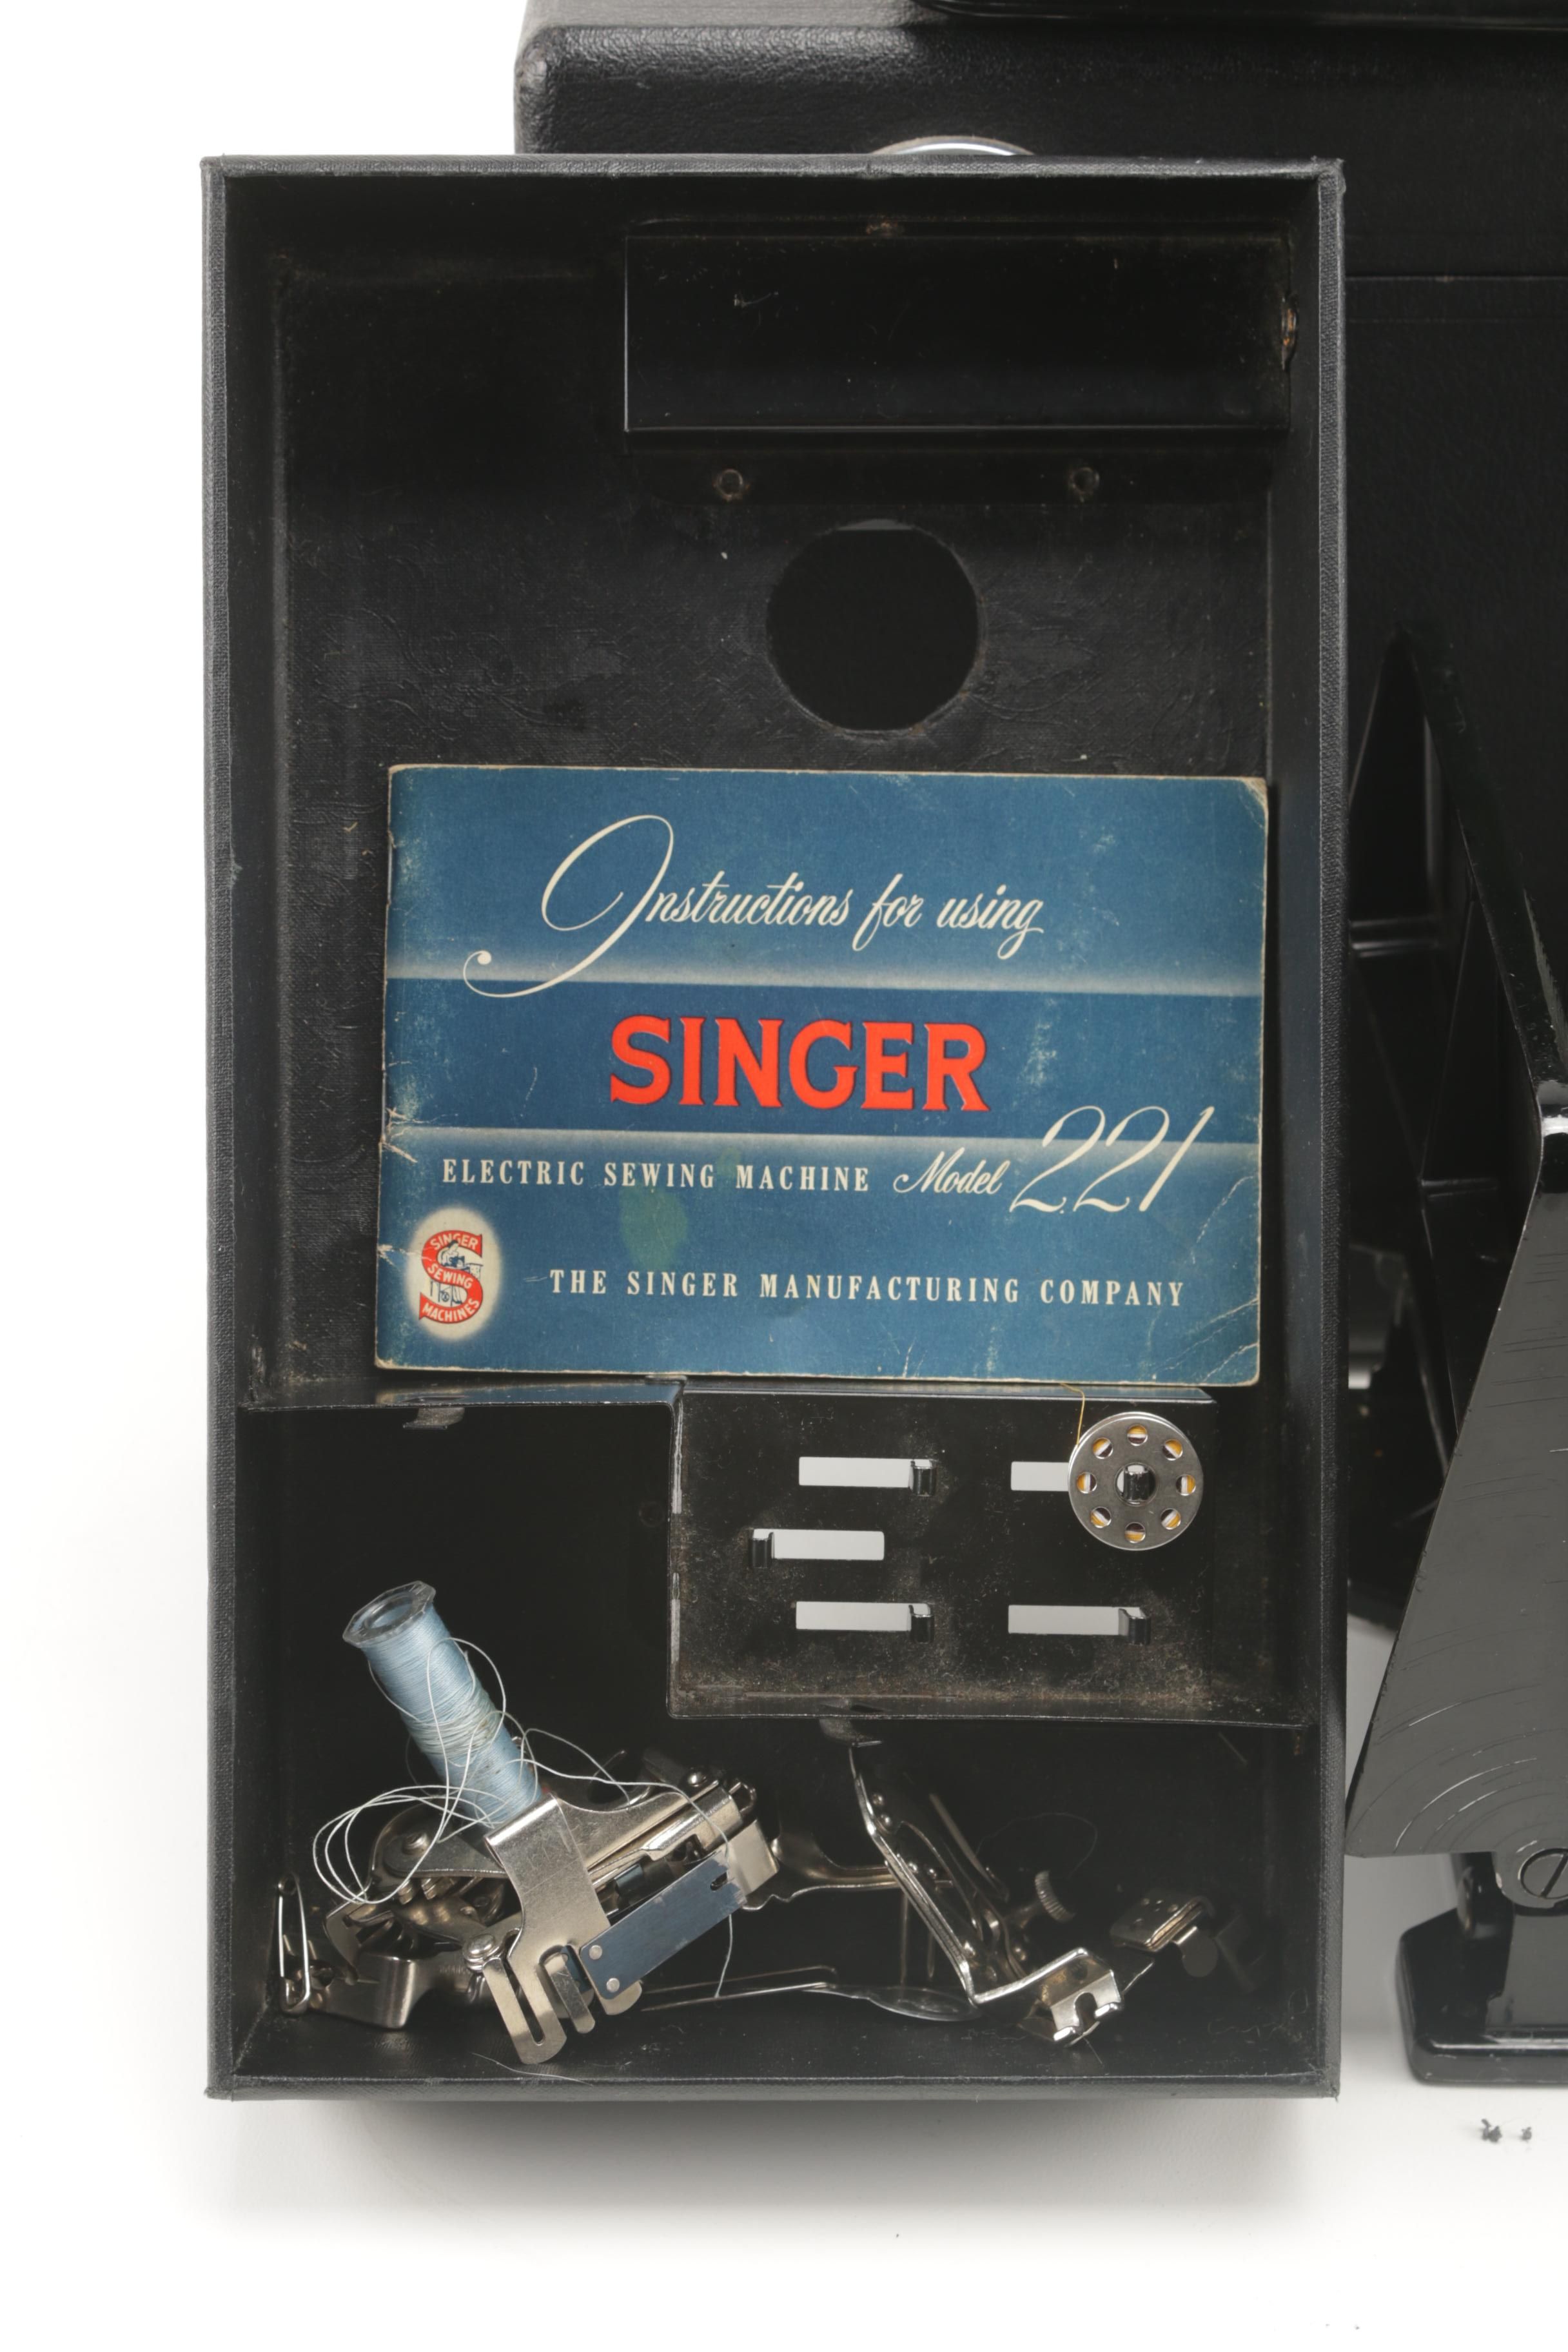 Instructions for using
SINGER
ELECTRIC SEWING MACHINE Model 221
SINGER
SEWING
MACHINES
THE SINGER MANUFACTURING COMPANY